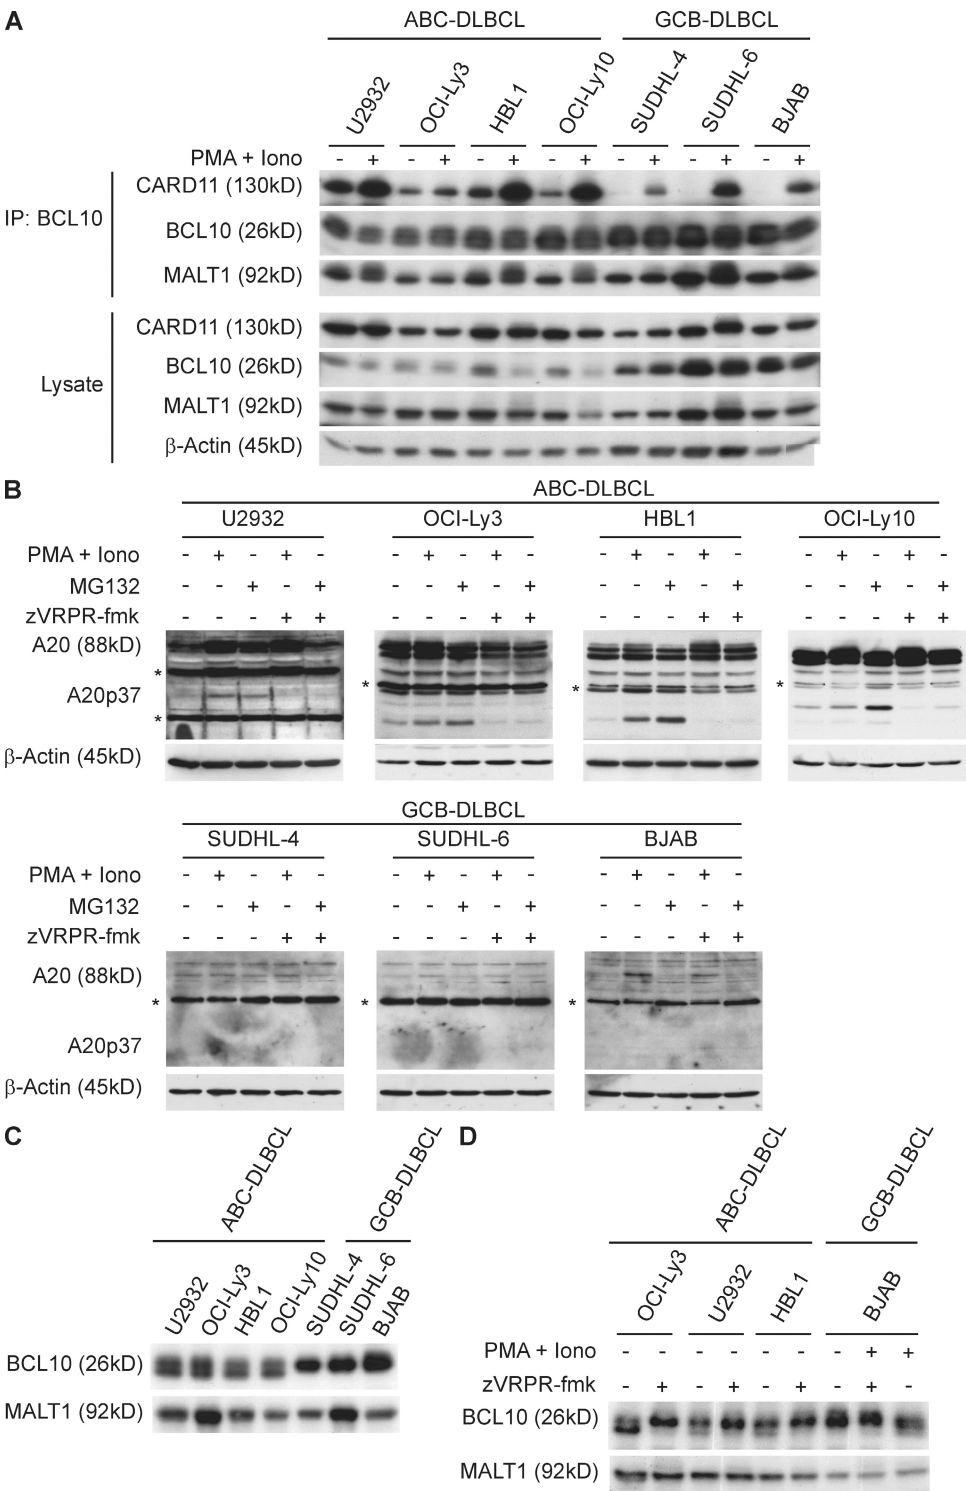 A
ABC-DLBCL GCB-DLBCL
U2932 OCI-Ly3 HBL1 OCI-Ly10 SUDHL-4 SUDHL-6 BJAB
PMA + Iono - + - + - + - + - + - + - +
IP: BCL10
CARD11 (130kD)
BCL10 (26kD)
MALT1 (92kD)
Lysate
CARD11 (130kD)
BCL10 (26kD)
MALT1 (92kD)
β-Actin (45kD)
B
ABC-DLBCL
U2932 OCI-Ly3 HBL1 OCI-Ly10
PMA + Iono - + - + - - + - + - - + - + - - + - + -
MG132 - - + - + - - + - + - - + - + - - + - +
zVRPR-fmk - - - + + - - - + + - - - + + - - - + +
A20 (88kD)
* * * *
A20p37
*
β-Actin (45kD)
GCB-DLBCL
SUDHL-4 SUDHL-6 BJAB
PMA + Iono - + - + - - + - + - - + - + -
MG132 - - + - + - - + - + - - + - +
zVRPR-fmk - - - + + - - - + + - - - + +
A20 (88kD)
* * *
A20p37
β-Actin (45kD)
C
ABC-DLBCL GCB-DLBCL
U2932 OCI-Ly3 HBL1 OCI-Ly10 SUDHL-4 SUDHL-6 BJAB
BCL10 (26kD)
MALT1 (92kD)
D
ABC-DLBCL GCB-DLBCL
OCI-Ly3 U2932 HBL1 BJAB
PMA + Iono - - - - - - - + +
zVRPR-fmk - + - + - + - + -
BCL10 (26kD)
MALT1 (92kD)